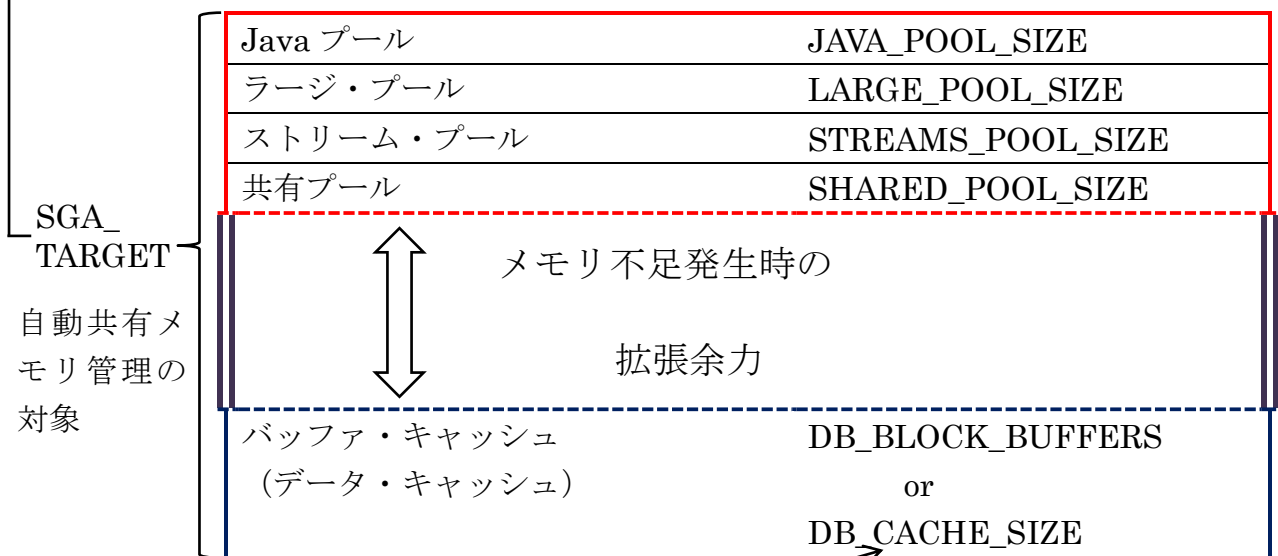 Java プール JAVA_POOL_SIZE
ラージ・プール LARGE_POOL_SIZE
ストリーム・プール STREAMS_POOL_SIZE
共有プール SHARED_POOL_SIZE
SGA_
TARGET
自動共有メ
モリ管理の
対象
メモリ不足発生時の
拡張余力
バッファ・キャッシュ DB_BLOCK_BUFFERS
（データ・キャッシュ） or
DB_CACHE_SIZE